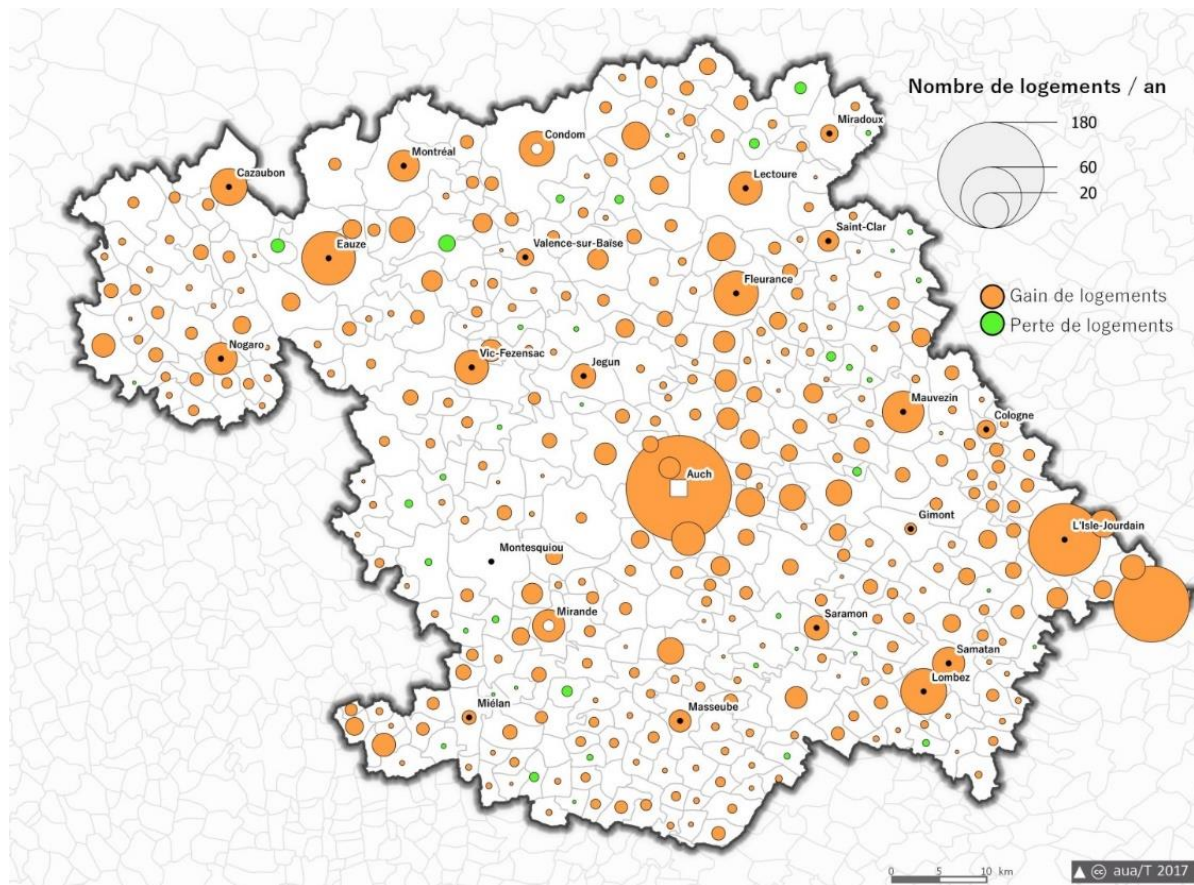 Nombre de logements / an
180
60
20
Gain de logements
Perte de logements
Miradoux
Condom
Montréal
Cazaubon
Lectoure
Saint-Clar
Eauze
Valence-sur-Baïse
Fleurance
Nogaro
Vic-Fezensac
Jegun
Mauvezin
Cologne
Auch
Gimont
L'Isle-Jourdain
Montesquiou
Mirande
Saramon
Samatan
Lombez
Miélan
Masseube
0 5 10 km
cc aua/T 2017